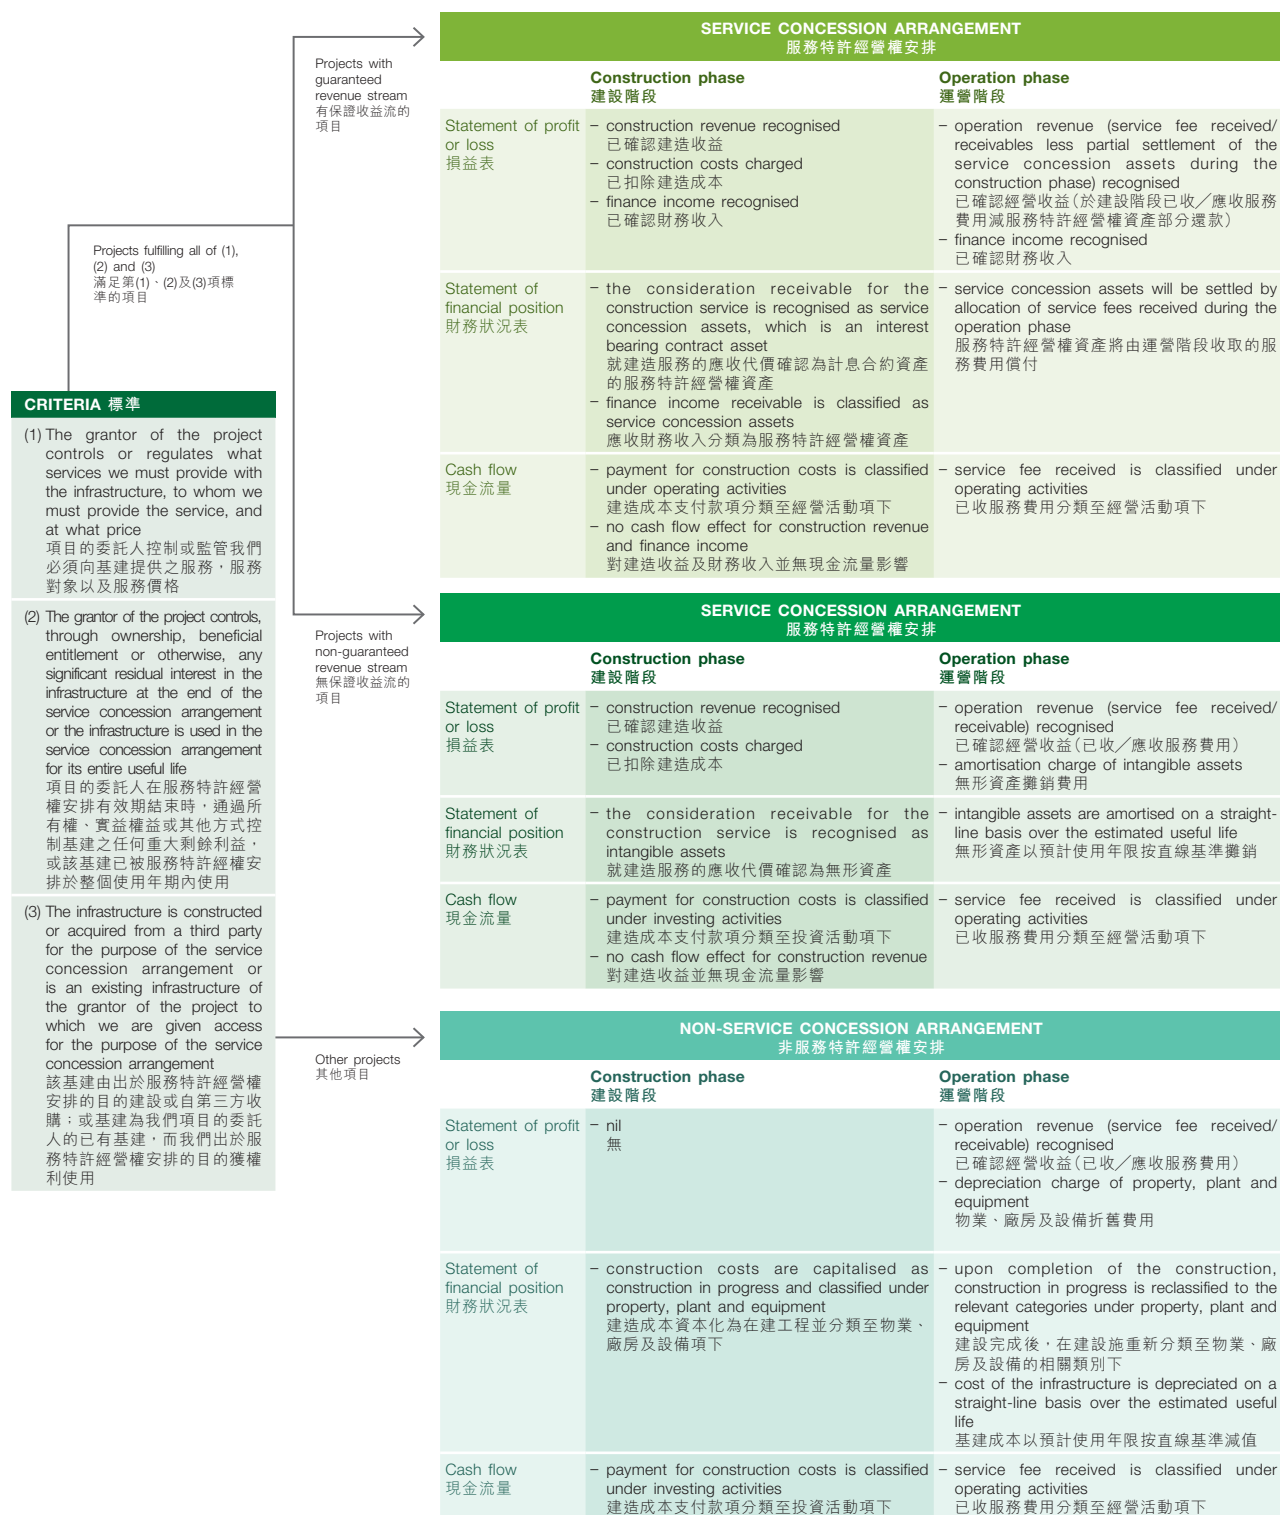 Projects fulfilling all of (1),
(2) and (3)
滿足第(1)、(2)及(3)項標
準的項目
CRITERIA 標準
(1) The grantor of the project
controls or regulates what
services we must provide with
the infrastructure, to whom we
must provide the service, and
at what price
項目的委託人控制或監管我們
必須向基建提供之服務，服務
對象以及服務價格
(2) The grantor of the project controls,
through ownership, beneficial
entitlement or otherwise, any
significant residual interest in the
infrastructure at the end of the
service concession arrangement
or the infrastructure is used in the
service concession arrangement
for its entire useful life
項目的委託人在服務特許經營
權安排有效期結束時，通過所
有權、實益權益或其他方式控
制基建之任何重大剩餘利益，
或該基建已被服務特許經權安
排於整個使用年期內使用
(3) The infrastructure is constructed
or acquired from a third party
for the purpose of the service
concession arrangement or
is an existing infrastructure of
the grantor of the project to
which we are given access
for the purpose of the service
concession arrangement
該基建由出於服務特許經營權
安排的目的建設或自第三方收
購；或基建為我們項目的委託
人的已有基建，而我們出於服
務特許經營權安排的目的獲權
利使用
Projects with
guaranteed
revenue stream
有保證收益流的
項目
SERVICE CONCESSION ARRANGEMENT
服務特許經營權安排
Construction phase
建設階段
Operation phase
運營階段
Statement of profit
or loss
損益表
– construction revenue recognised
已確認建造收益
– construction costs charged
已扣除建造成本
– finance income recognised
已確認財務收入
– operation revenue (service fee received/
receivables less partial settlement of the
service concession assets during the
construction phase) recognised
已確認經營收益（於建設階段已收╱應收服務
費用減服務特許經營權資產部分還款）
– finance income recognised
已確認財務收入
Statement of
financial position
財務狀況表
– the consideration receivable for the
construction service is recognised as service
concession assets, which is an interest
bearing contract asset
就建造服務的應收代價確認為計息合約資產
的服務特許經營權資產
– finance income receivable is classified as
service concession assets
應收財務收入分類為服務特許經營權資產
– service concession assets will be settled by
allocation of service fees received during the
operation phase
服務特許經營權資產將由運營階段收取的服
務費用償付
Cash flow
現金流量
– payment for construction costs is classified
under operating activities
建造成本支付款項分類至經營活動項下
– no cash flow effect for construction revenue
and finance income
對建造收益及財務收入並無現金流量影響
– service fee received is classified under
operating activities
已收服務費用分類至經營活動項下
Projects with
non-guaranteed
revenue stream
無保證收益流的
項目
SERVICE CONCESSION ARRANGEMENT
服務特許經營權安排
Construction phase
建設階段
Operation phase
運營階段
Statement of profit
or loss
損益表
– construction revenue recognised
已確認建造收益
– construction costs charged
已扣除建造成本
– operation revenue (service fee received/
receivable) recognised
已確認經營收益（已收╱應收服務費用）
– amortisation charge of intangible assets
無形資產攤銷費用
Statement of
financial position
財務狀況表
– the consideration receivable for the
construction service is recognised as
intangible assets
就建造服務的應收代價確認為無形資產
– intangible assets are amortised on a straight-
line basis over the estimated useful life
無形資產以預計使用年限按直線基準攤銷
Cash flow
現金流量
– payment for construction costs is classified
under investing activities
建造成本支付款項分類至投資活動項下
– no cash flow effect for construction revenue
對建造收益並無現金流量影響
– service fee received is classified under
operating activities
已收服務費用分類至經營活動項下
Other projects
其他項目
NON-SERVICE CONCESSION ARRANGEMENT
非服務特許經營權安排
Construction phase
建設階段
Operation phase
運營階段
Statement of profit
or loss
損益表
– nil
無
– operation revenue (service fee received/
receivable) recognised
已確認經營收益（已收╱應收服務費用）
– depreciation charge of property, plant and
equipment
物業、廠房及設備折舊費用
Statement of
financial position
財務狀況表
– construction costs are capitalised as
construction in progress and classified under
property, plant and equipment
建造成本資本化為在建工程並分類至物業、
廠房及設備項下
– upon completion of the construction,
construction in progress is reclassified to the
relevant categories under property, plant and
equipment
建設完成後，在建設施重新分類至物業、廠
房及設備的相關類別下
– cost of the infrastructure is depreciated on a
straight-line basis over the estimated useful
life
基建成本以預計使用年限按直線基準減值
Cash flow
現金流量
– payment for construction costs is classified
under investing activities
建造成本支付款項分類至投資活動項下
– service fee received is classified under
operating activities
已收服務費用分類至經營活動項下